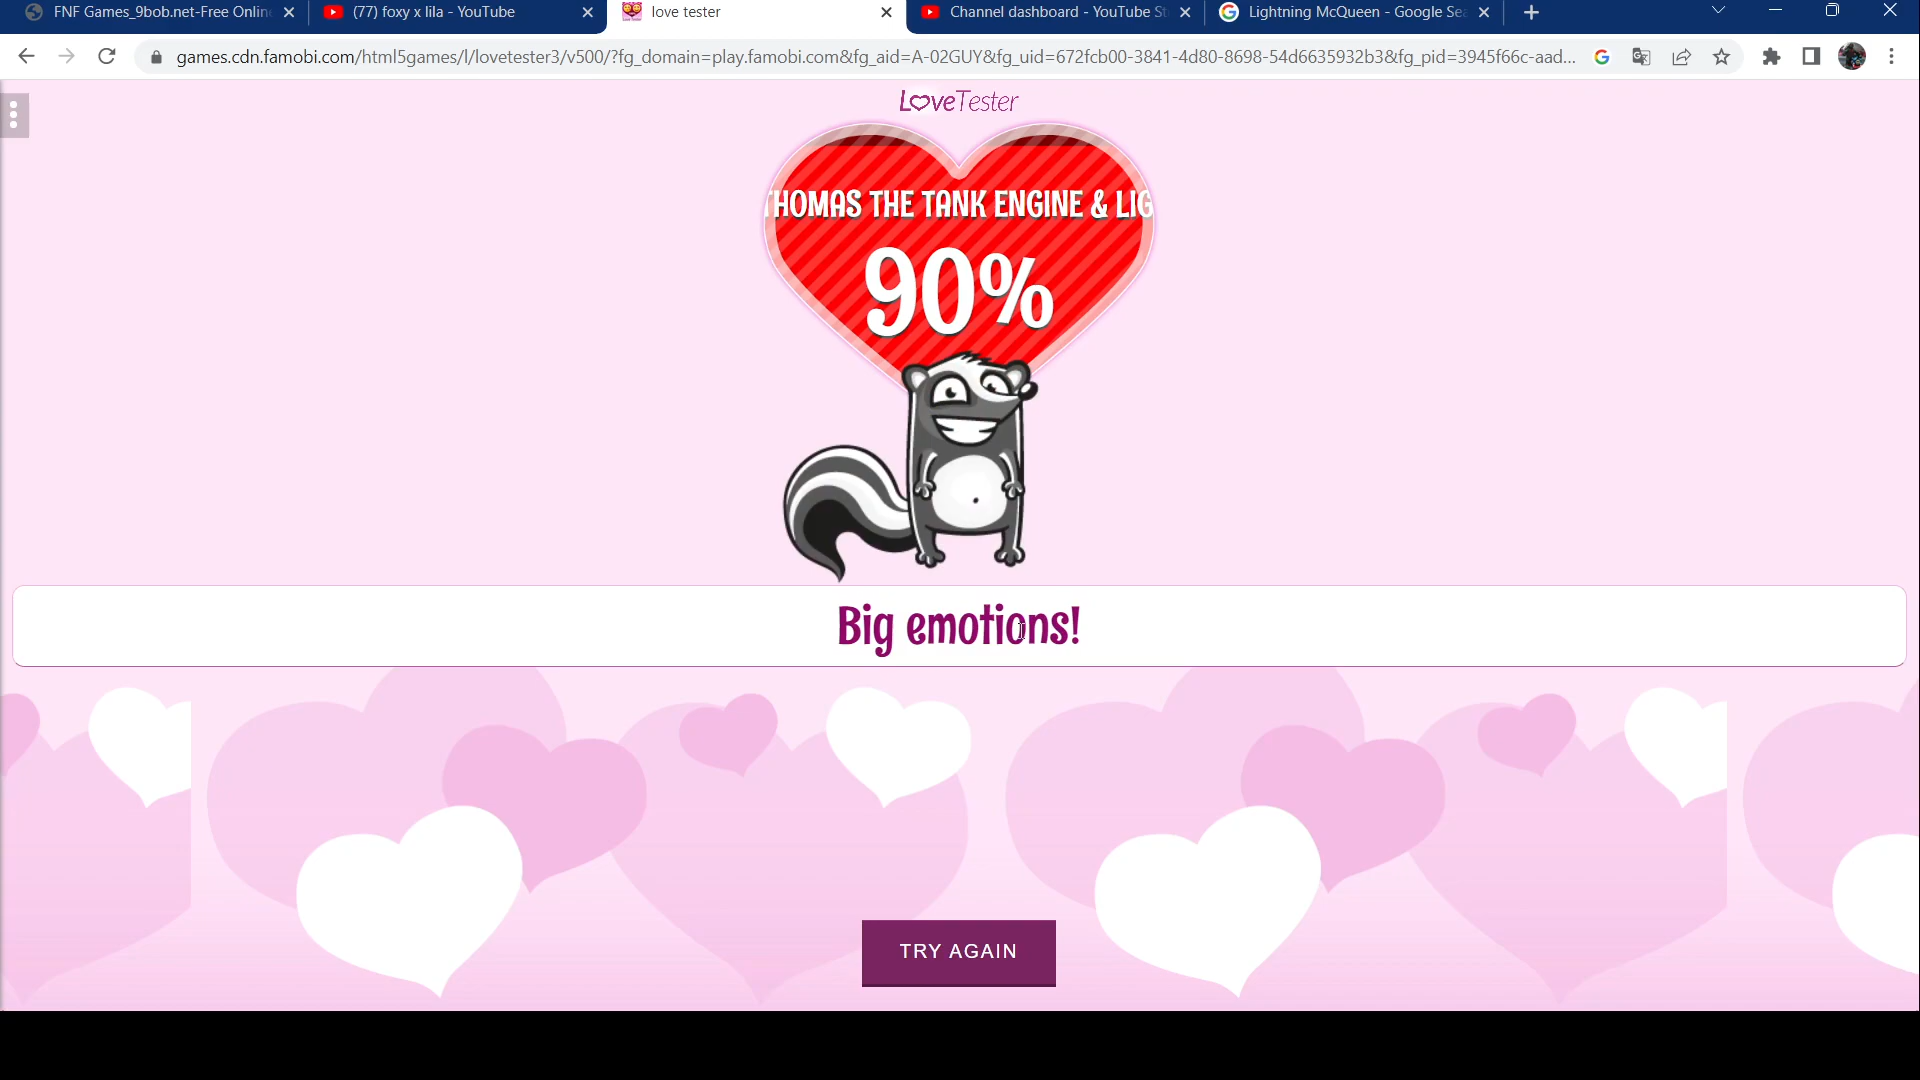 FNF Games_9bob.net-Free Onlin
(77) foxy x lila - YouTube
love tester
Channel dashboard - YouTube St
Lightning McQueen - Google Sea
games.cdn.famobi.com/html5games/l/lovetester3/v500/?fg_domain=play.famobi.com&fg_aid=A-02GUY&fg_uid=672fcb00-3841-4d80-8698-54d6635932b3&fg_pid=3945f66c-aad...
LoveTester
THOMAS THE TANK ENGINE & LIG
90%
Big emotions!
TRY AGAIN